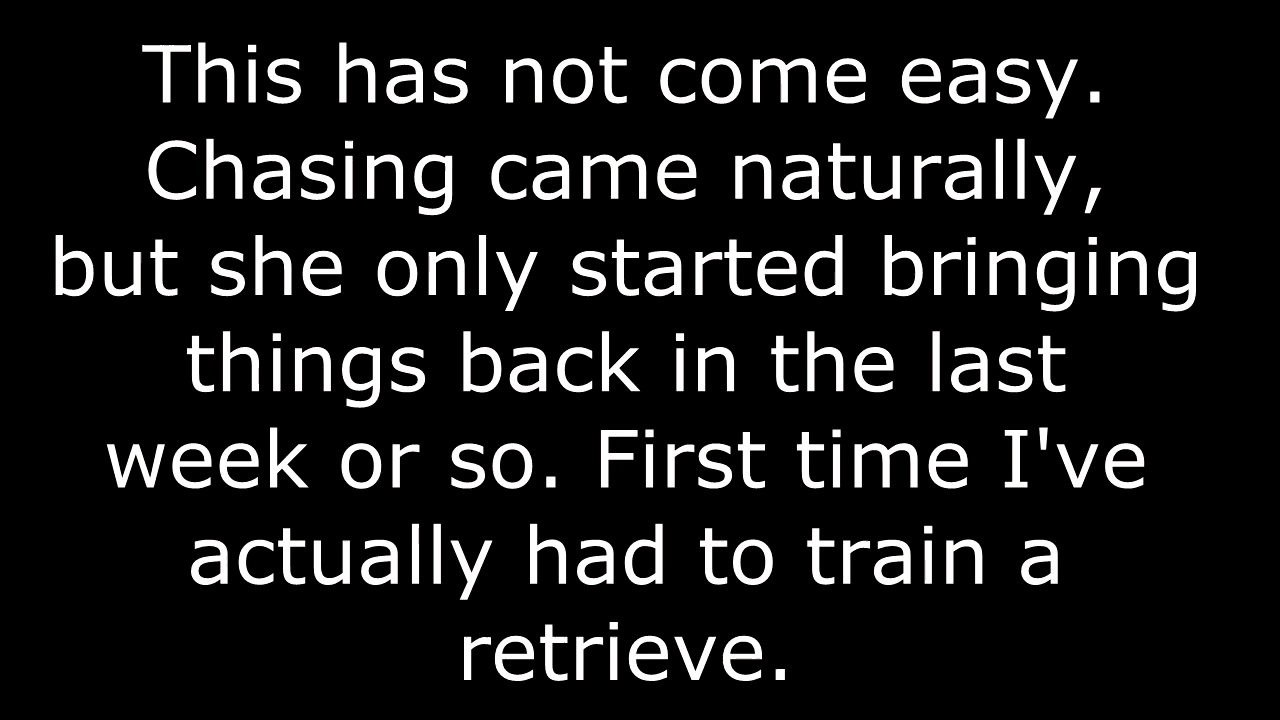 This has not come easy.
Chasing came naturally,
but she only started bringing
things back in the last
week or so. First time I've
actually had to train a
retrieve.